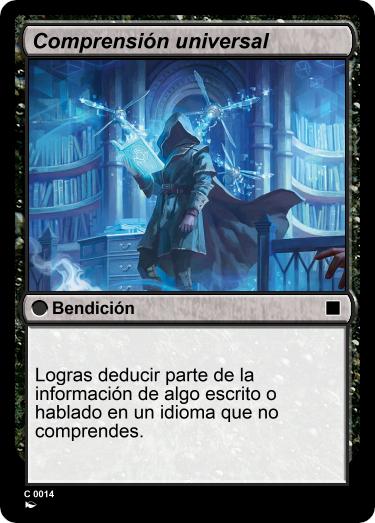 Comprensión universal
Bendición
Logras deducir parte de la
información de algo escrito o
hablado en un idioma que no
comprendes.
C 0014